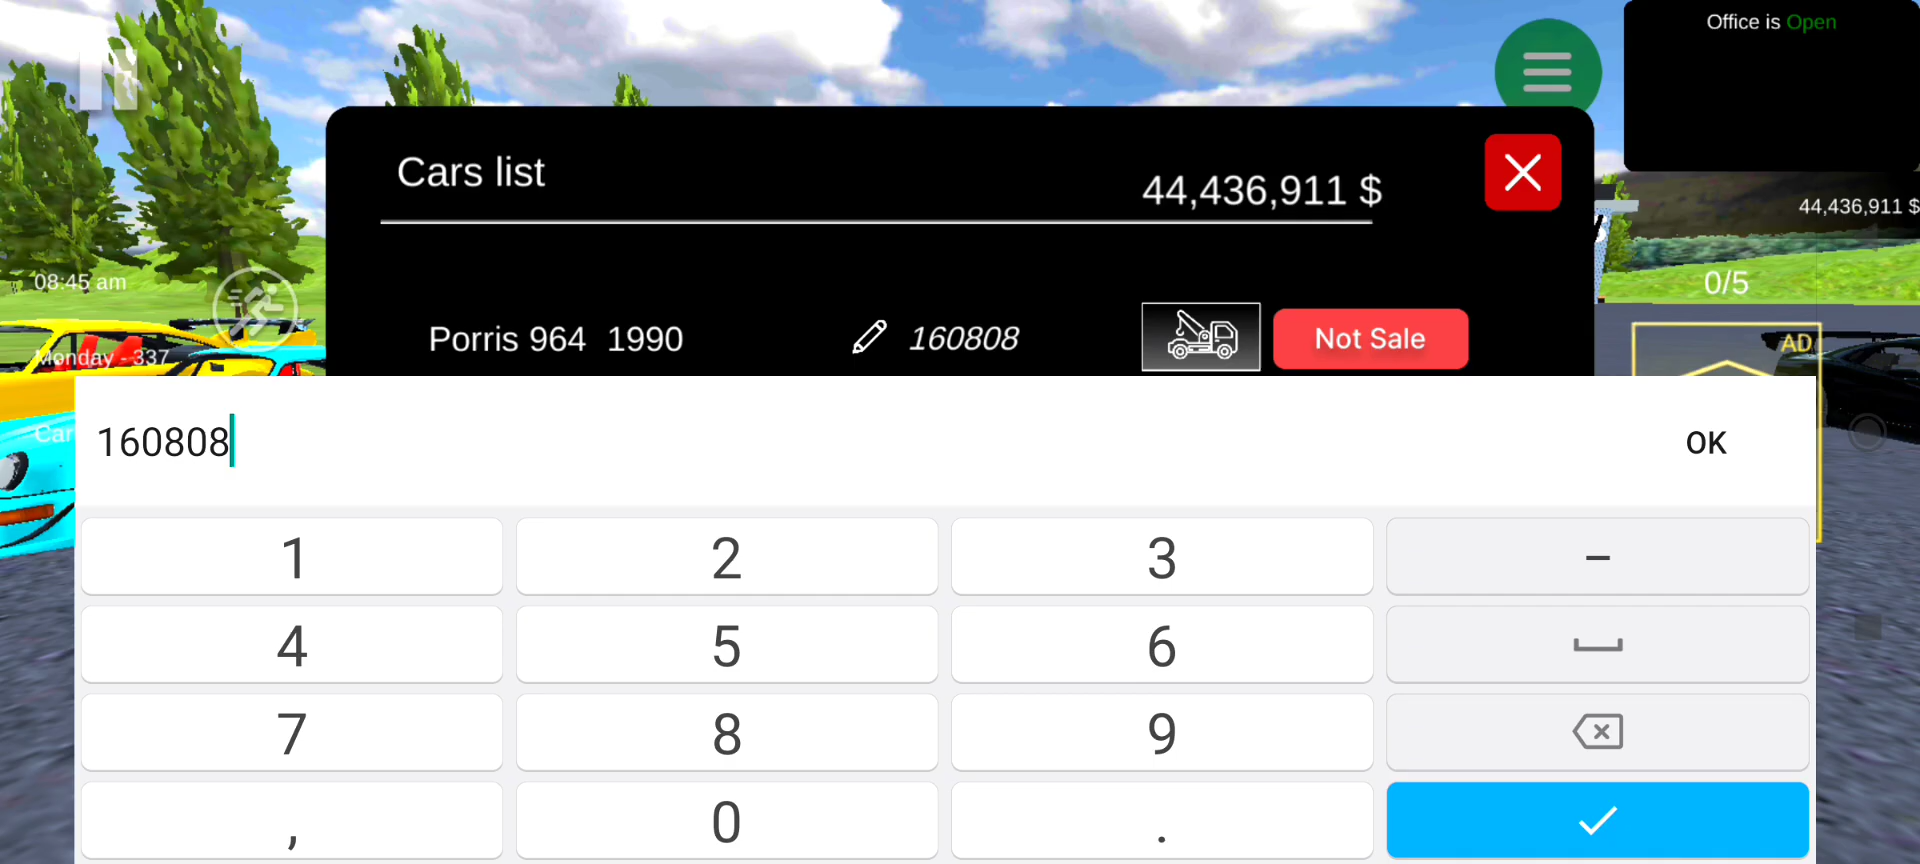 Office is Open
Cars list
44,436,911 $
44,436,911 $
08:45 am
0/5
Porris 964 1990
160808
Not Sale
AD
Monday - 337
Car
160808
OK
1 2 3 –
4 5 6
7 8 9
, 0 .